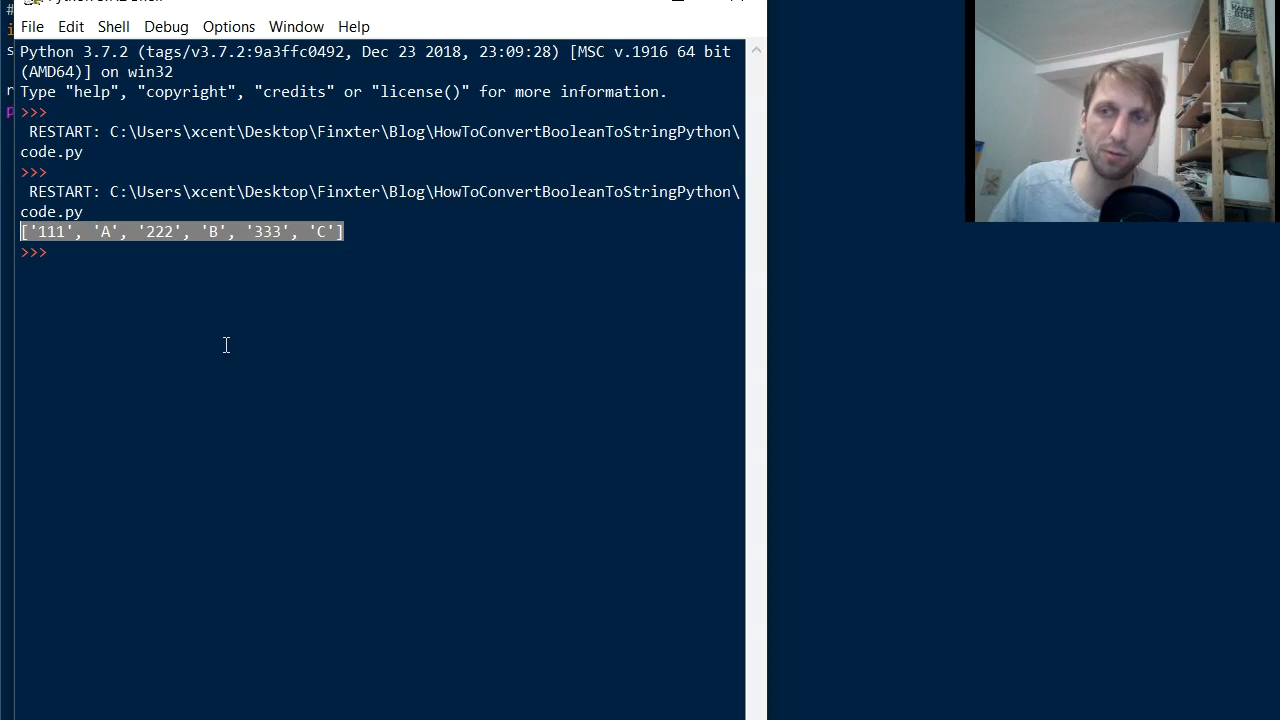 File Edit Shell Debug Options Window Help
Python 3.7.2 (tags/v3.7.2:9a3ffc0492, Dec 23 2018, 23:09:28) [MSC v.1916 64 bit
(AMD64)] on win32
Type "help", "copyright", "credits" or "license()" for more information.
>>>
RESTART: C:\Users\xcent\Desktop\Finxter\Blog\HowToConvertBooleanToStringPython\
code.py
>>>
RESTART: C:\Users\xcent\Desktop\Finxter\Blog\HowToConvertBooleanToStringPython\
code.py
['111', 'A', '222', 'B', '333', 'C']
>>>